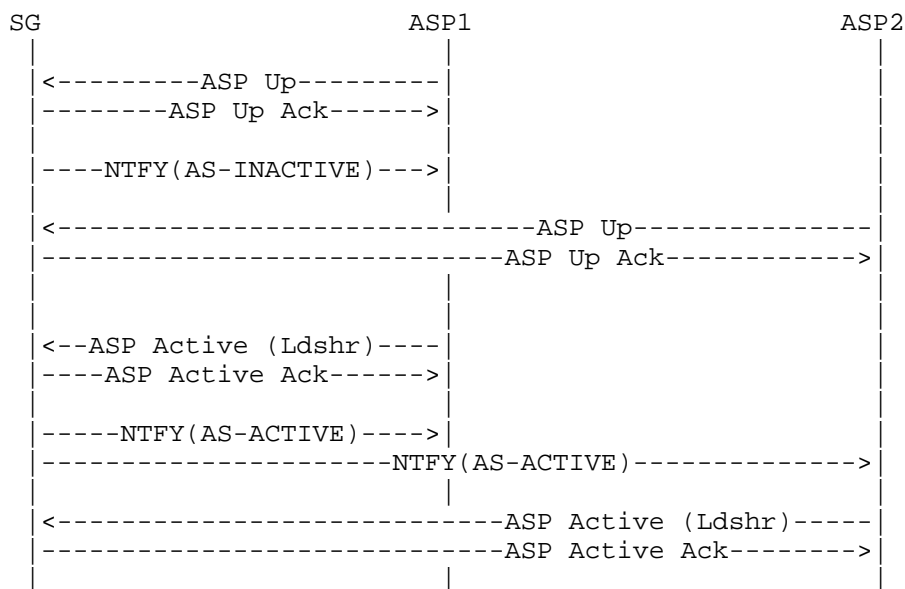 SG                       ASP1                       ASP2
|                         |                          |
|<---------ASP Up---------|                          |
|--------ASP Up Ack------>|                          |
|                         |                          |
|----NTFY(AS-INACTIVE)--->|                          |
|                         |                          |
|<------------------------------ASP Up---------------|
|-----------------------------ASP Up Ack------------>|
|                         |                          |
|                         |                          |
|<--ASP Active (Ldshr)----|                          |
|----ASP Active Ack------>|                          |
|                         |                          |
|-----NTFY(AS-ACTIVE)---->|                          |
|----------------------NTFY(AS-ACTIVE)-------------->|
|                         |                          |
|<----------------------------ASP Active (Ldshr)-----|
|-----------------------------ASP Active Ack-------->|
|                         |                          |